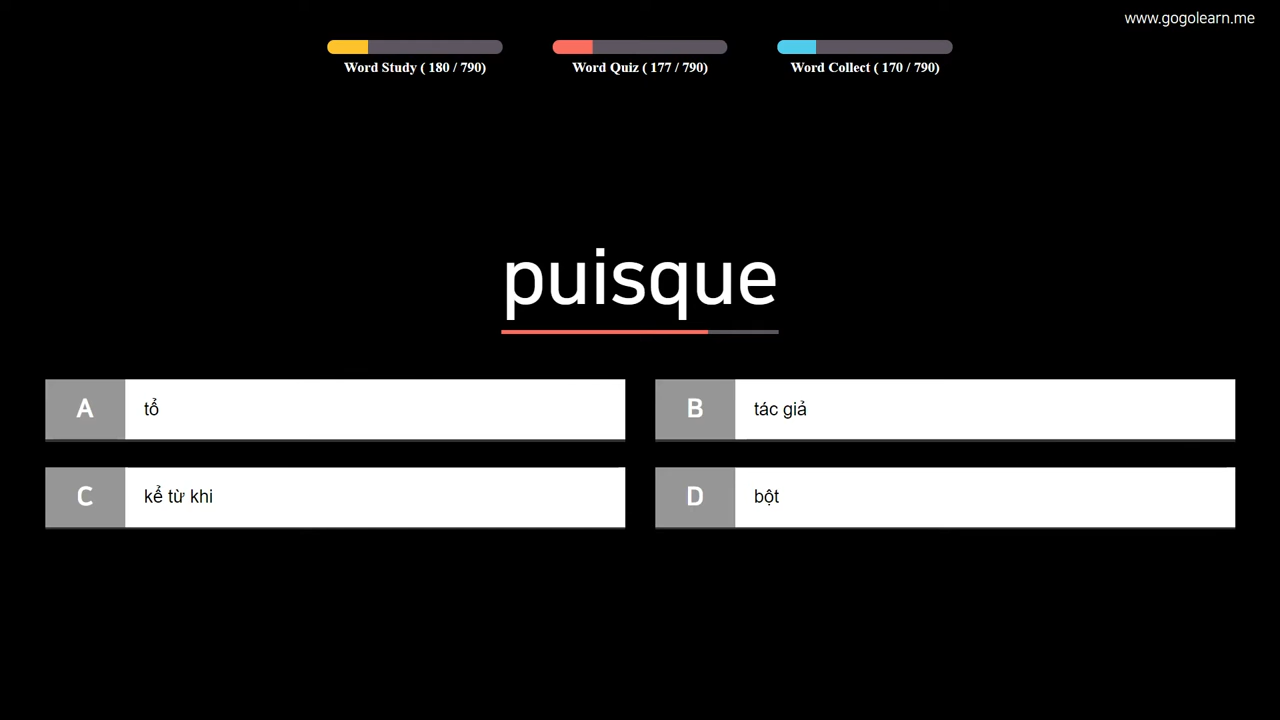 www.gogolearn.me
Word Study ( 180 / 790)
Word Quiz ( 177 / 790)
Word Collect ( 170 / 790)
puisque
A tổ
B tác giả
C kể từ khi
D bột